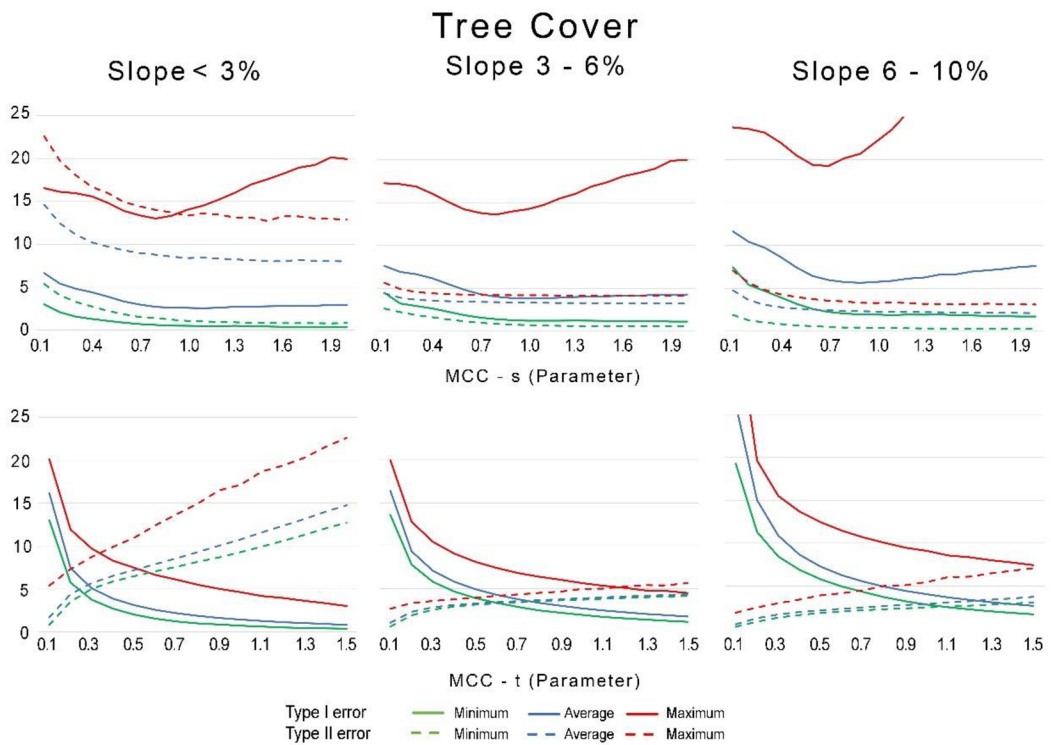 Tree Cover
Slope < 3%
Slope 3 - 6%
Slope 6 - 10%
25
20
15
10
5
0
0.1 0.4 0.7 1.0 1.3 1.6 1.9
0.1 0.4 0.7 1.0 1.3 1.6 1.9
0.1 0.4 0.7 1.0 1.3 1.6 1.9
MCC - s (Parameter)
25
20
15
10
5
0
0.1 0.3 0.5 0.7 0.9 1.1 1.3 1.5
0.1 0.3 0.5 0.7 0.9 1.1 1.3 1.5
0.1 0.3 0.5 0.7 0.9 1.1 1.3 1.5
MCC - t (Parameter)
Type I error Minimum Average Maximum
Type II error Minimum Average Maximum